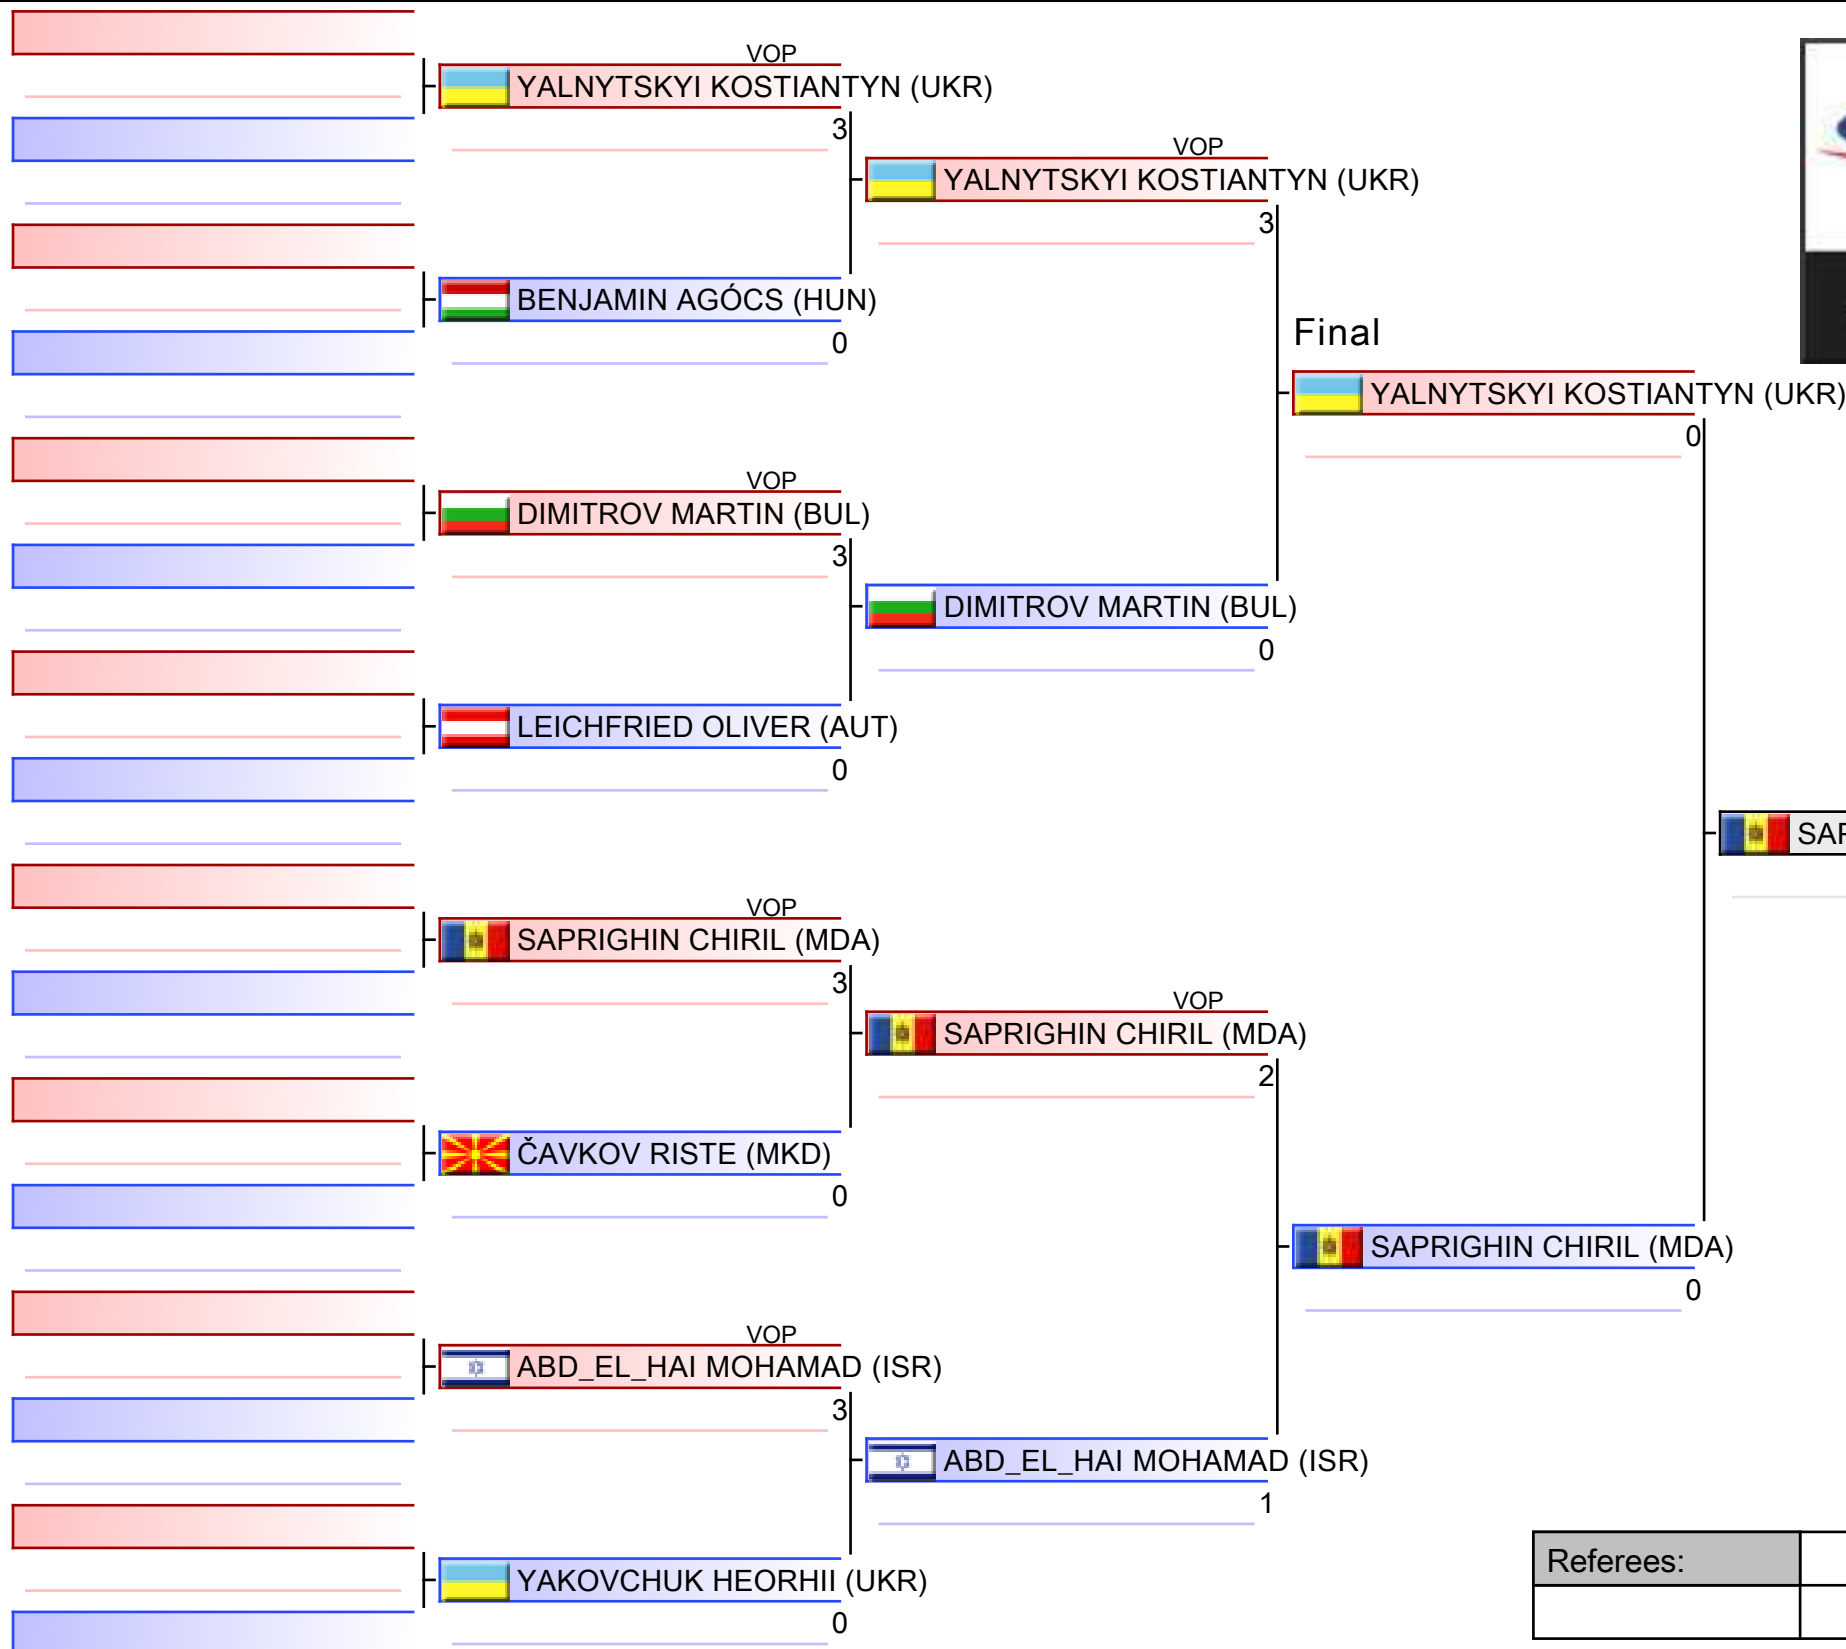 VOP
YALNYTSKYI KOSTIANTYN (UKR)
3
BENJAMIN AGÓCS (HUN)
0
VOP
DIMITROV MARTIN (BUL)
3
LEICHFRIED OLIVER (AUT)
0
VOP
SAPRIGHIN CHIRIL (MDA)
3
ČAVKOV RISTE (MKD)
0
VOP
ABD_EL_HAI MOHAMAD (ISR)
3
YAKOVCHUK HEORHII (UKR)
0
VOP
YALNYTSKYI KOSTIANTYN (UKR)
3
DIMITROV MARTIN (BUL)
0
VOP
SAPRIGHIN CHIRIL (MDA)
2
ABD_EL_HAI MOHAMAD (ISR)
1
Final
YALNYTSKYI KOSTIANTYN (UKR)
0
SAPRIGHIN CHIRIL (MDA)
0
Referees: